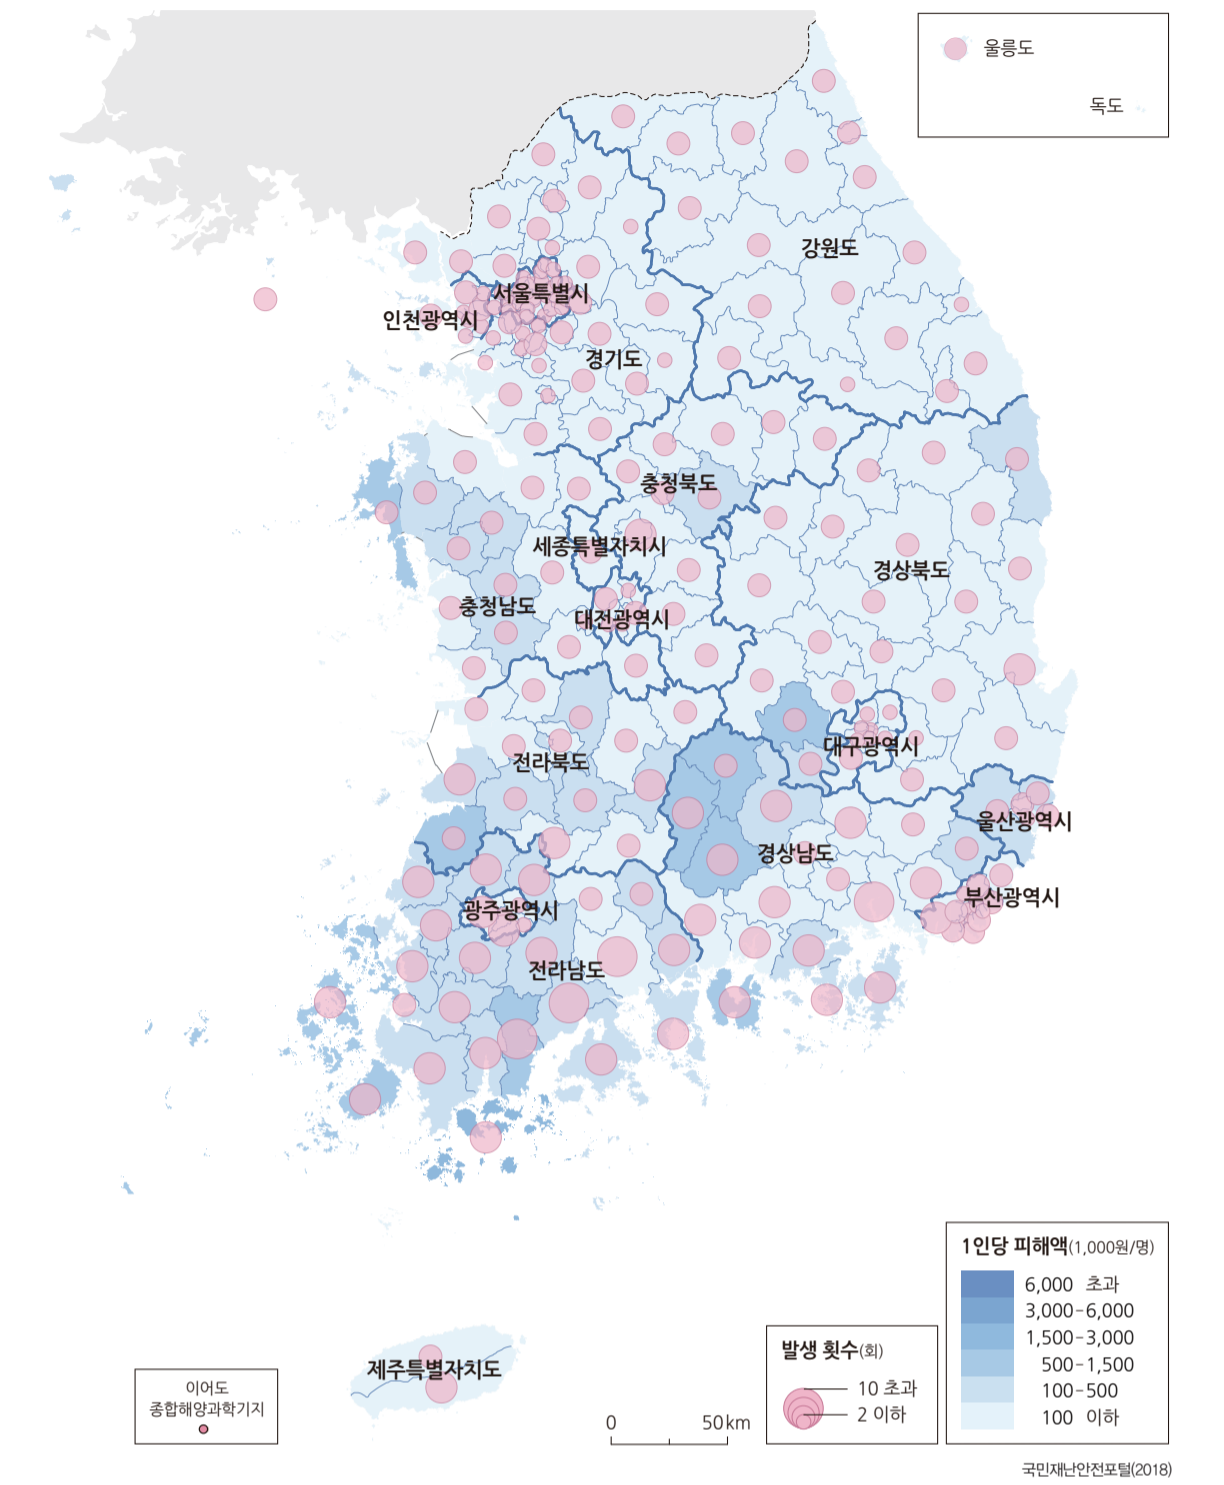 울릉도
독도
강원도
서울특별시
인천광역시
경기도
충청북도
세종특별자치시
경상북도
충청남도
대전광역시
대구광역시
전라북도
울산광역시
경상남도
부산광역시
광주광역시
전라남도
제주특별자치도
이어도
종합해양과학기지
0 50km
발생 횟수(회)
10 초과
2 이하
1인당 피해액(1,000원/명)
6,000 초과
3,000-6,000
1,500-3,000
500-1,500
100-500
100 이하
국민재난안전포털(2018)